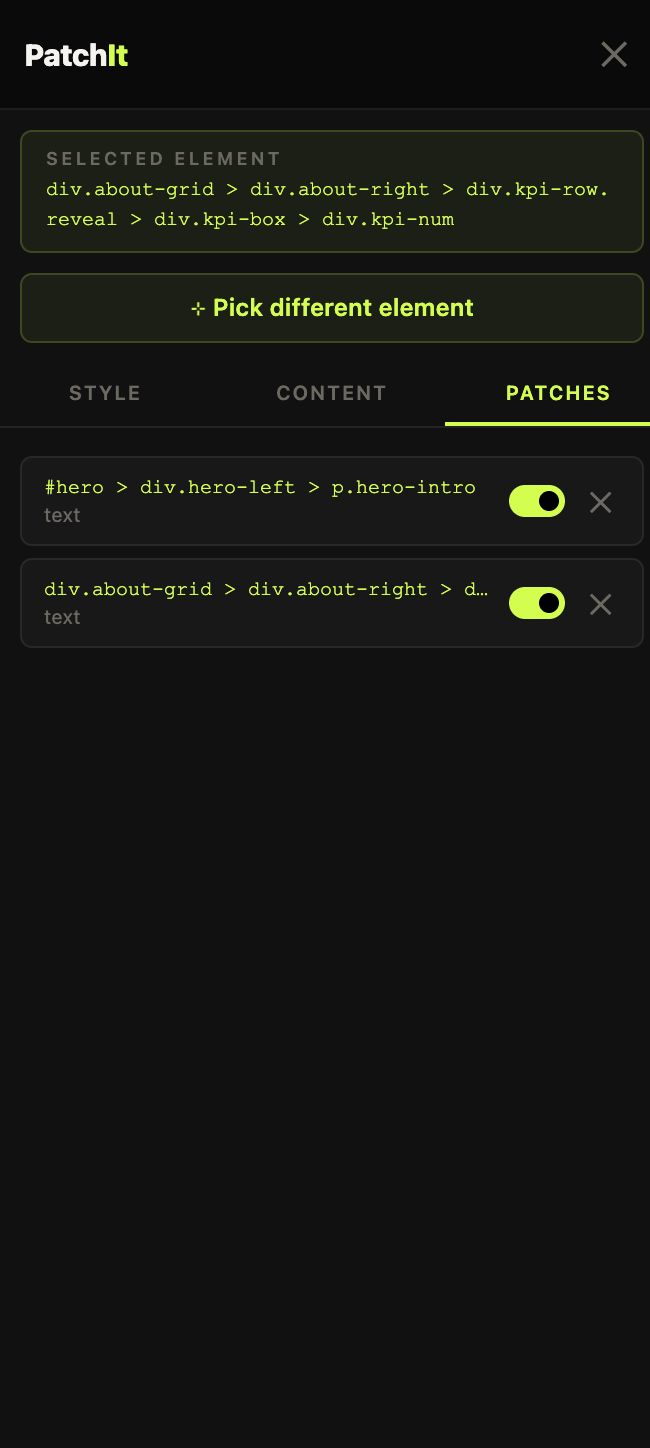 PatchIt
SELECTED ELEMENT
div.about-grid > div.about-right > div.kpi-row.
reveal > div.kpi-box > div.kpi-num
⊹ Pick different element
STYLE CONTENT PATCHES
#hero > div.hero-left > p.hero-intro
text
div.about-grid > div.about-right > d…
text